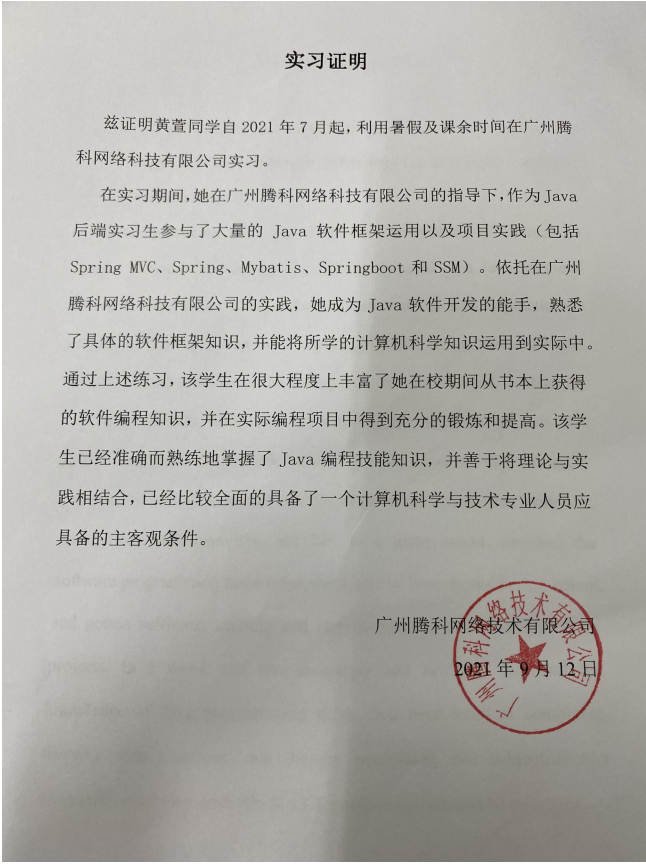 实习证明
兹证明黄萱同学自 2021 年 7 月起，利用暑假及课余时间在广州腾
科网络科技有限公司实习。
在实习期间，她在广州腾科网络科技有限公司的指导下，作为 Java
后端实习生参与了大量的 Java 软件框架运用以及项目实践（包括
Spring MVC、Spring、Mybatis、Springboot 和 SSM）。依托在广州
腾科网络科技有限公司的实践，她成为 Java 软件开发的能手，熟悉
了具体的软件框架知识，并能将所学的计算机科学知识运用到实际中。
通过上述练习，该学生在很大程度上丰富了她在校期间从书本上获得
的软件编程知识，并在实际编程项目中得到充分的锻炼和提高。该学
生已经准确而熟练地掌握了 Java 编程技能知识，并善于将理论与实
践相结合，已经比较全面的具备了一个计算机科学与技术专业人员应
具备的主客观条件。
广州腾科网络技术有限公司
2021 年 9 月 12 日
广州腾科网络技术有限公司